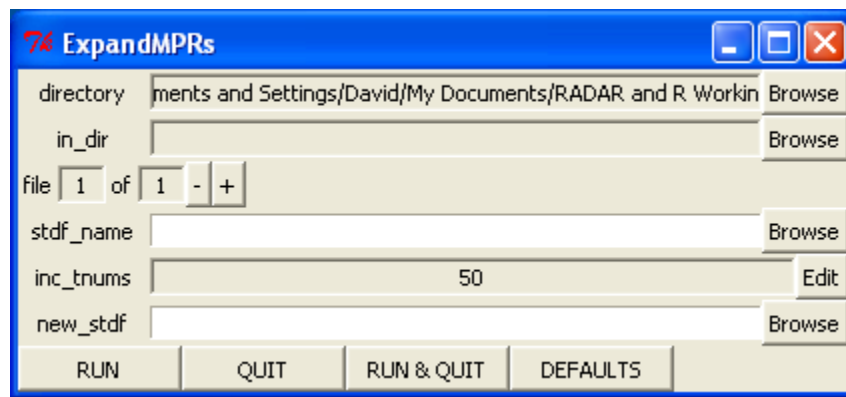 ExpandMPRs
directory ments and Settings/David/My Documents/RADAR and R Workin Browse
in_dir Browse
file 1 of 1 - +
stdf_name Browse
inc_tnums 50 Edit
new_stdf Browse
RUN QUIT RUN & QUIT DEFAULTS